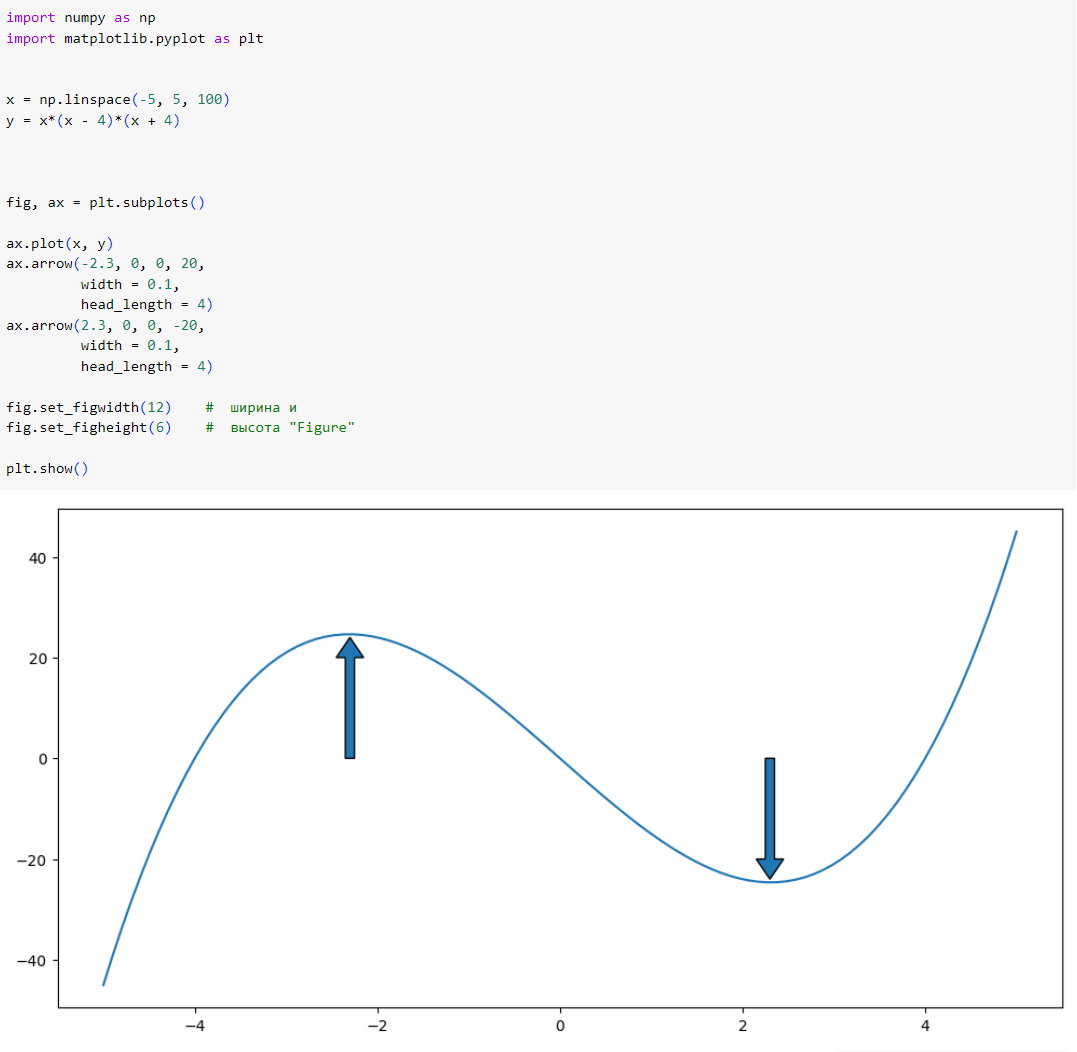 import numpy as np
import matplotlib.pyplot as plt
x = np.linspace(-5, 5, 100)
y = x*(x - 4)*(x + 4)
fig, ax = plt.subplots()
ax.plot(x, y)
ax.arrow(-2.3, 0, 0, 20,
         width = 0.1,
         head_length = 4)
ax.arrow(2.3, 0, 0, -20,
         width = 0.1,
         head_length = 4)
fig.set_figwidth(12)    #  ширина и
fig.set_figheight(6)    #  высота "Figure"
plt.show()
40
20
0
−20
−40
−4 −2 0 2 4